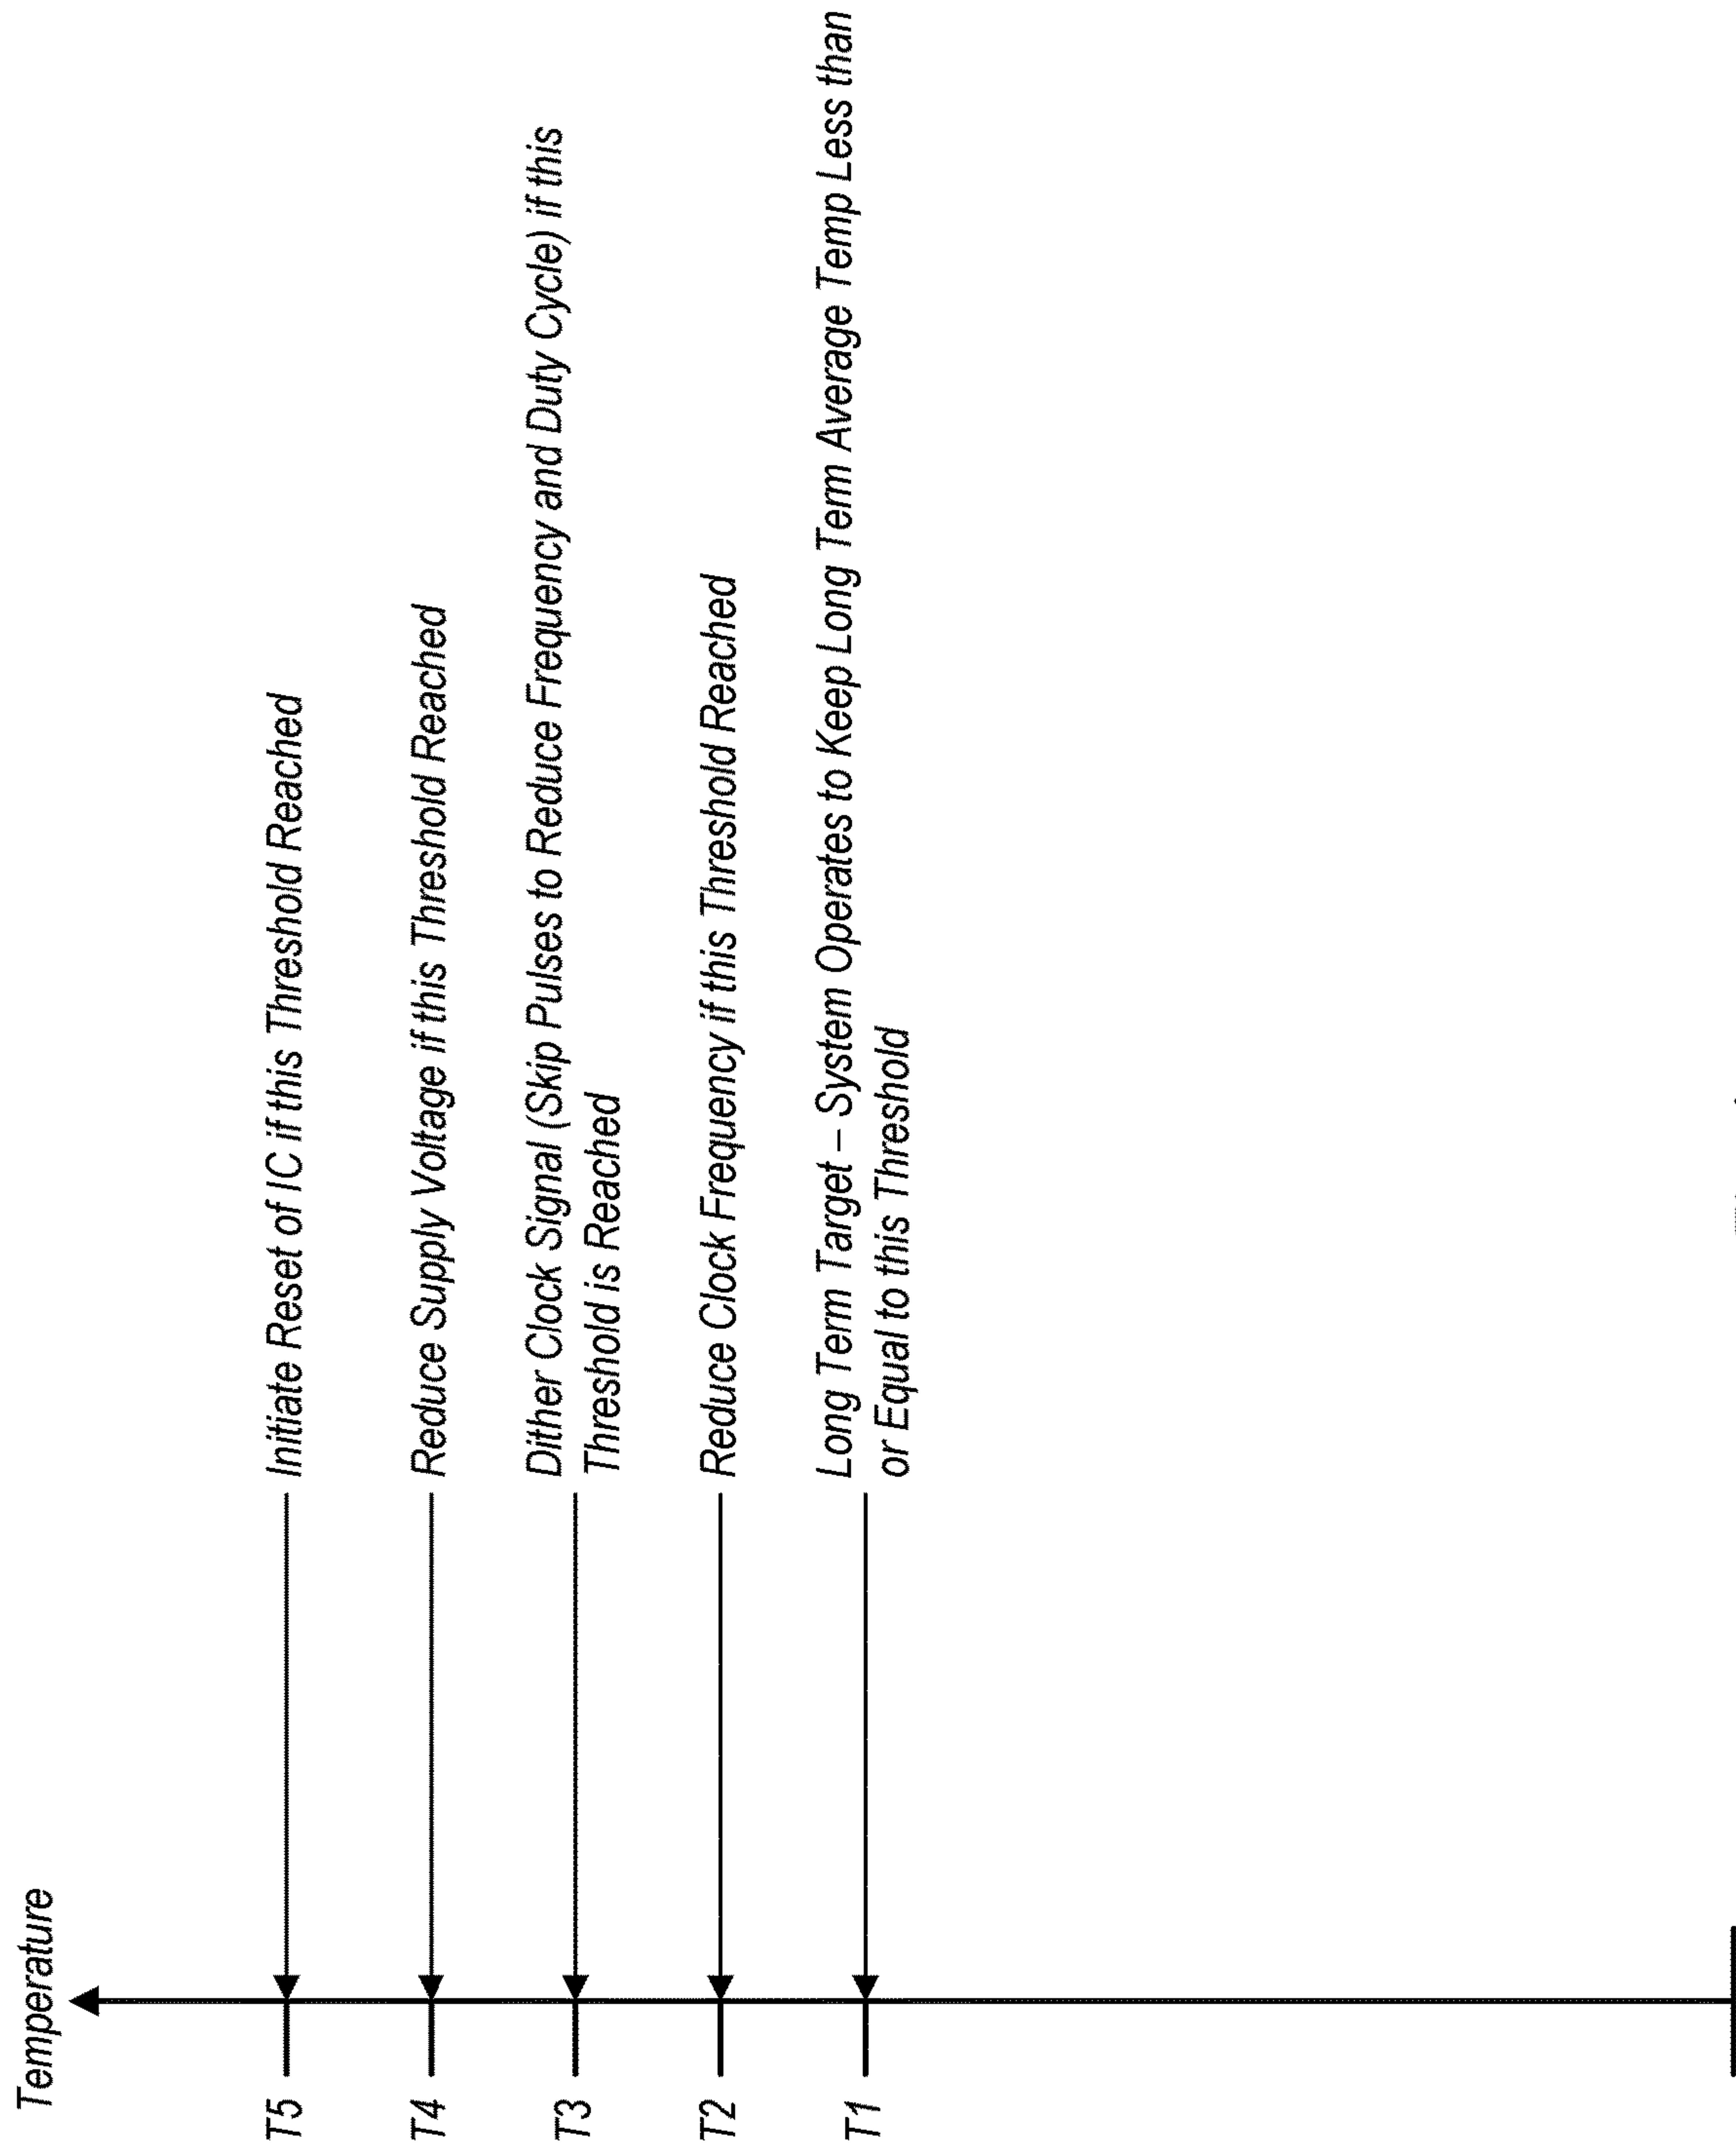 Temperature
T5
Initiate Reset of IC if this Threshold Reached
T4
Reduce Supply Voltage if this Threshold Reached
T3
Dither Clock Signal (Skip Pulses to Reduce Frequency and Duty Cycle) if this
Threshold is Reached
T2
Reduce Clock Frequency if this Threshold Reached
T1
Long Term Target – System Operates to Keep Long Term Average Temp Less than
or Equal to this Threshold